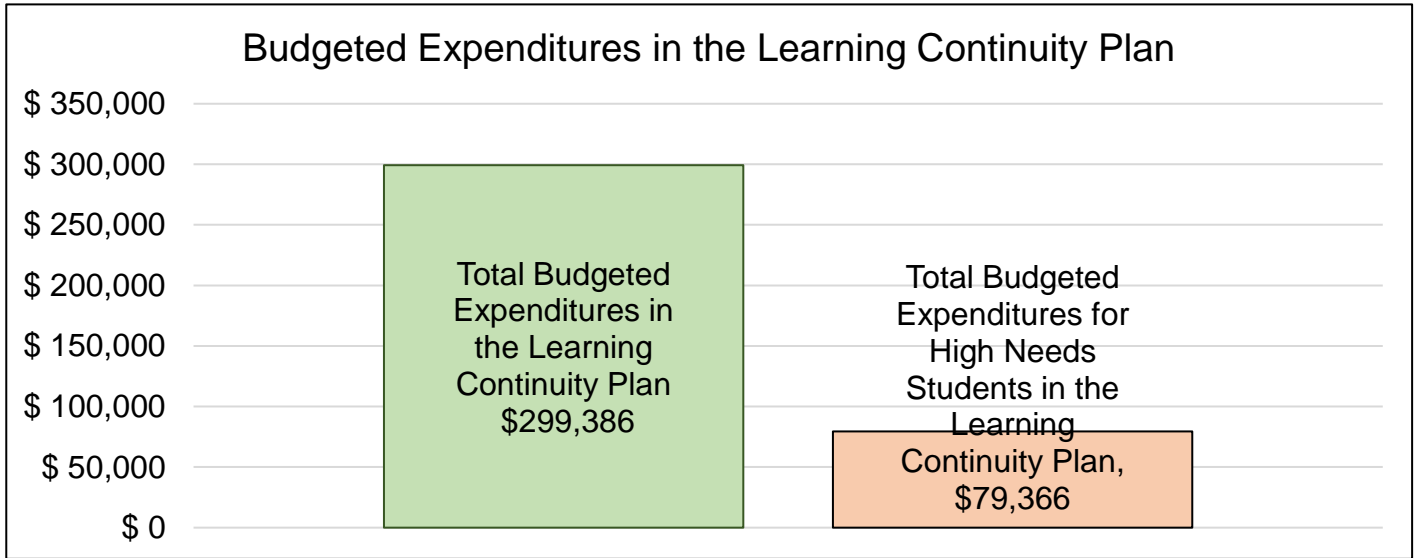 Budgeted Expenditures in the Learning Continuity Plan
$ 350,000
$ 300,000
$ 250,000
$ 200,000
$ 150,000
$ 100,000
$ 50,000
$ 0
Total Budgeted
Expenditures in
the Learning
Continuity Plan
$299,386
Total Budgeted
Expenditures for
High Needs
Students in the
Learning
Continuity Plan,
$79,366